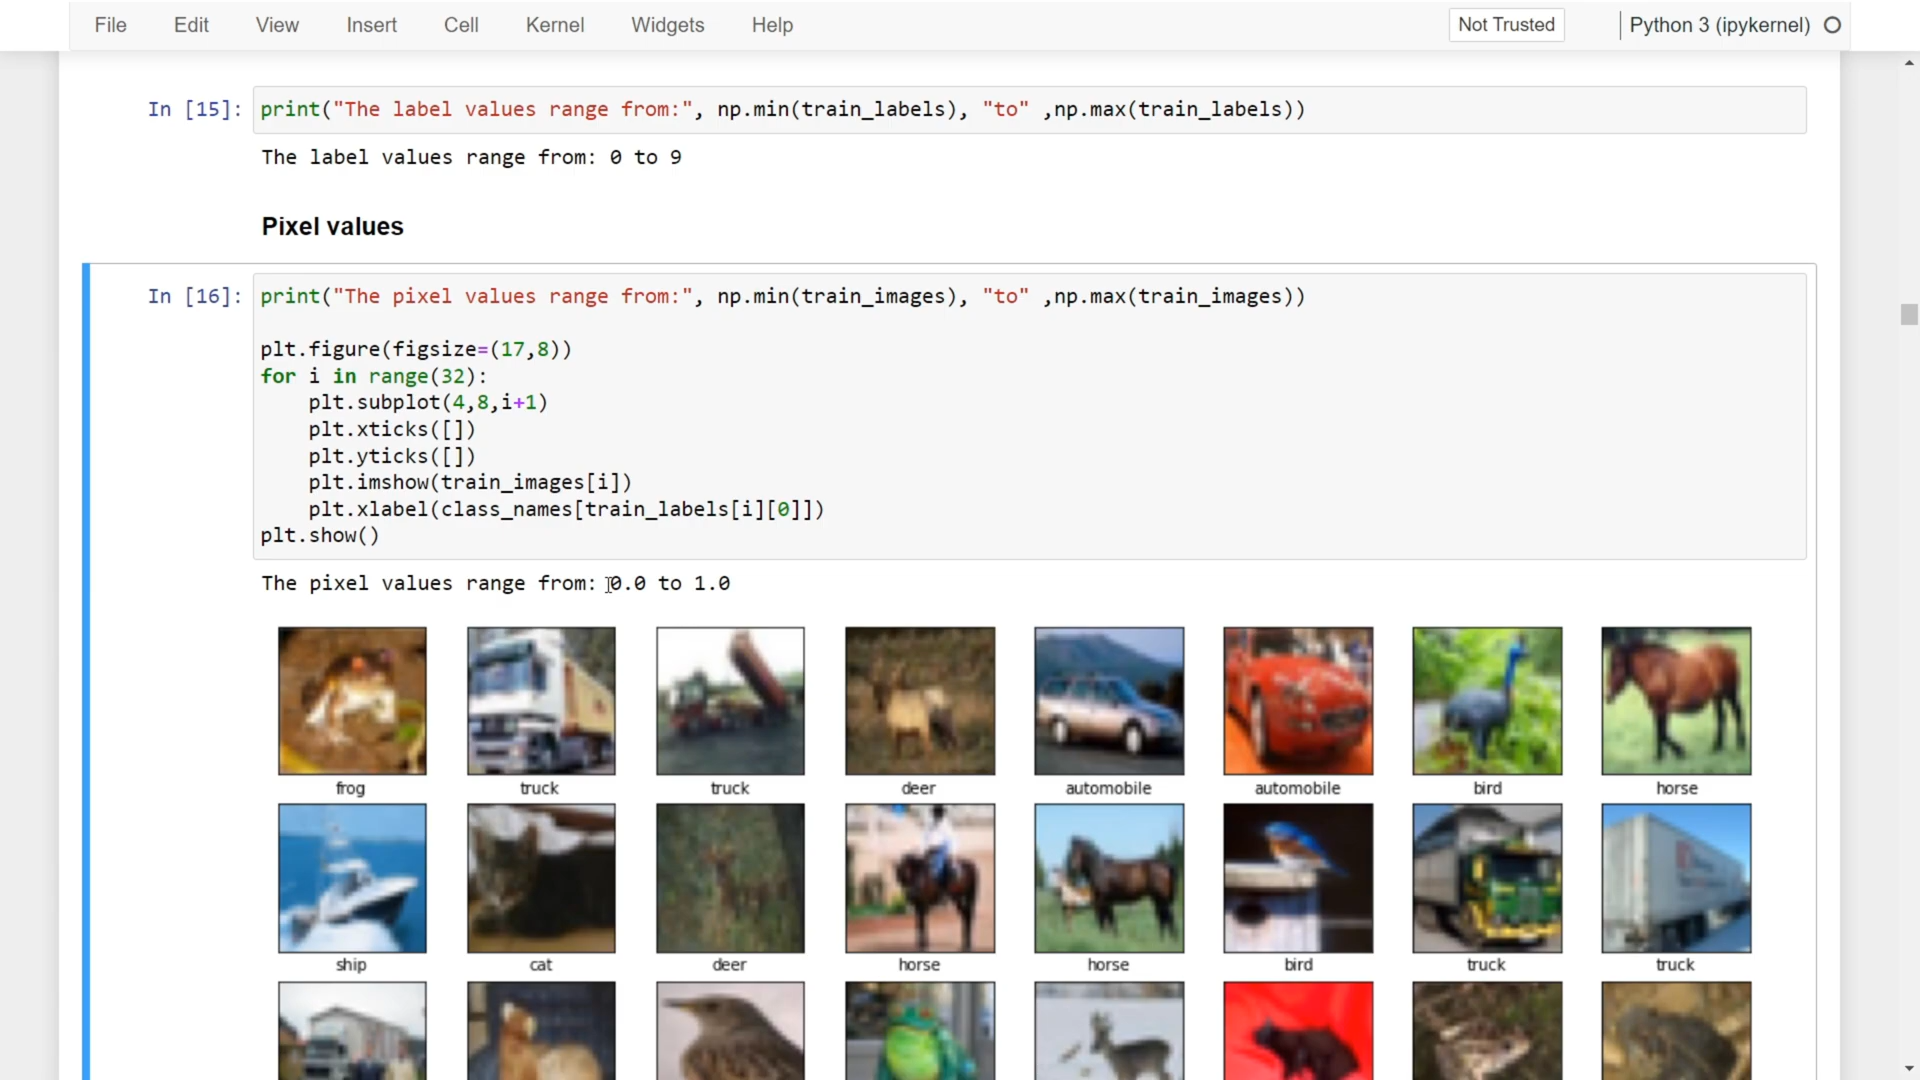 File Edit View Insert Cell Kernel Widgets Help Not Trusted Python 3 (ipykernel)
In [15]: print("The label values range from:", np.min(train_labels), "to" ,np.max(train_labels))
The label values range from: 0 to 9
Pixel values
In [16]: print("The pixel values range from:", np.min(train_images), "to" ,np.max(train_images))
plt.figure(figsize=(17,8))
for i in range(32):
    plt.subplot(4,8,i+1)
    plt.xticks([])
    plt.yticks([])
    plt.imshow(train_images[i])
    plt.xlabel(class_names[train_labels[i][0]])
plt.show()
The pixel values range from: 0.0 to 1.0
frog truck truck deer automobile automobile bird horse
ship cat deer horse horse bird truck truck